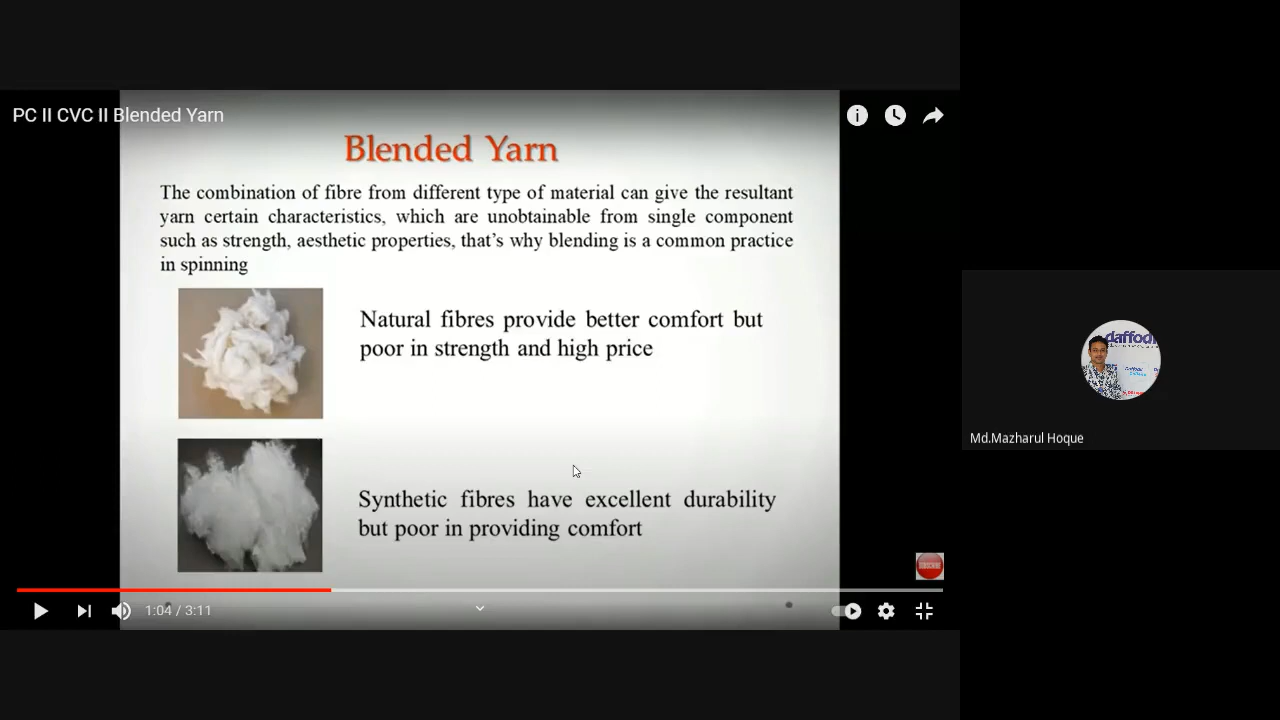 PC II CVC II Blended Yarn
Blended Yarn
The combination of fibre from different type of material can give the resultant
yarn certain characteristics, which are unobtainable from single component
such as strength, aesthetic properties, that's why blending is a common practice
in spinning
Natural fibres provide better comfort but
poor in strength and high price
Synthetic fibres have excellent durability
but poor in providing comfort
SUBSCRIBE
1:04 / 3:11
daffodil
Md.Mazharul Hoque